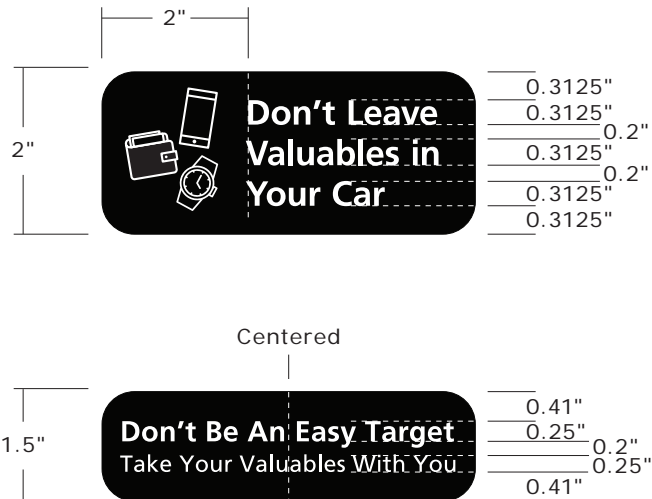 2"
2"
Don't Leave
Valuables in
Your Car
0.3125"
0.3125"
0.2"
0.3125"
0.2"
0.3125"
0.3125"
Centered
1.5"
Don't Be An Easy Target
Take Your Valuables With You
0.41"
0.25"
0.2"
0.25"
0.41"